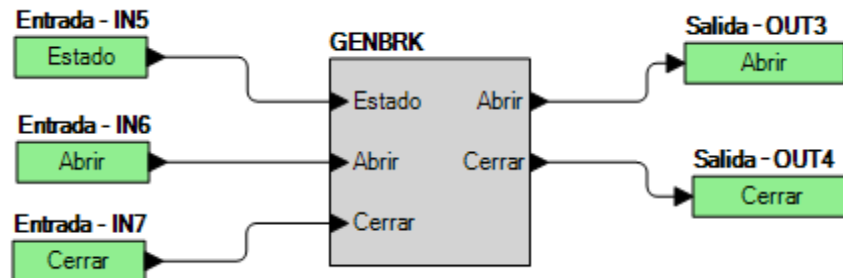 Entrada - IN5
Estado
Entrada - IN6
Abrir
Entrada - IN7
Cerrar
GENBRK
Estado
Abrir
Cerrar
Abrir
Cerrar
Salida - OUT3
Abrir
Salida - OUT4
Cerrar